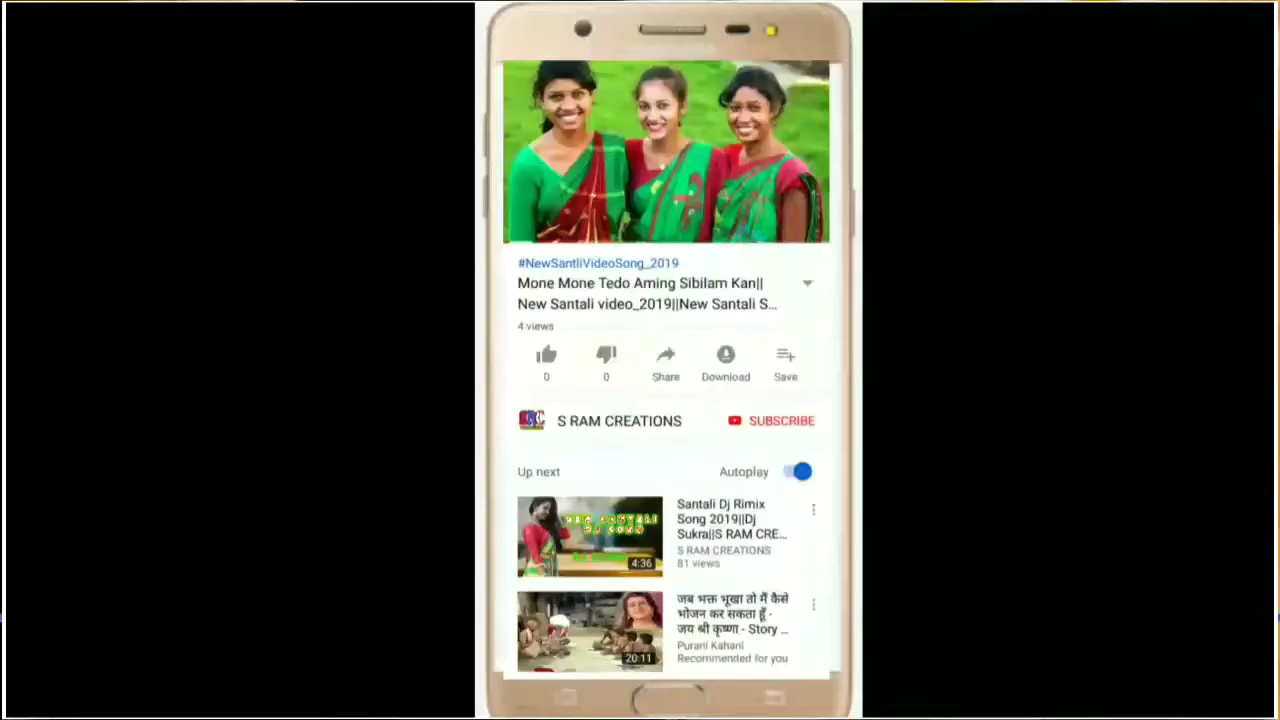 #NewSantliVideoSong_2019
Mone Mone Tedo Aming Sibilam Kan||
New Santali video_2019||New Santali S...
4 views
0
0
Share
Download
Save
S RAM CREATIONS
SUBSCRIBE
Up next
Autoplay
4:36
Santali Dj Rimix
Song 2019||Dj
Sukra||S RAM CRE...
S RAM CREATIONS
81 views
20:11
जब भक्त भूखा तो मैं कैसे
भोजन कर सकता हूँ -
जय श्री कृष्णा - Story ...
Purani Kahani
Recommended for you